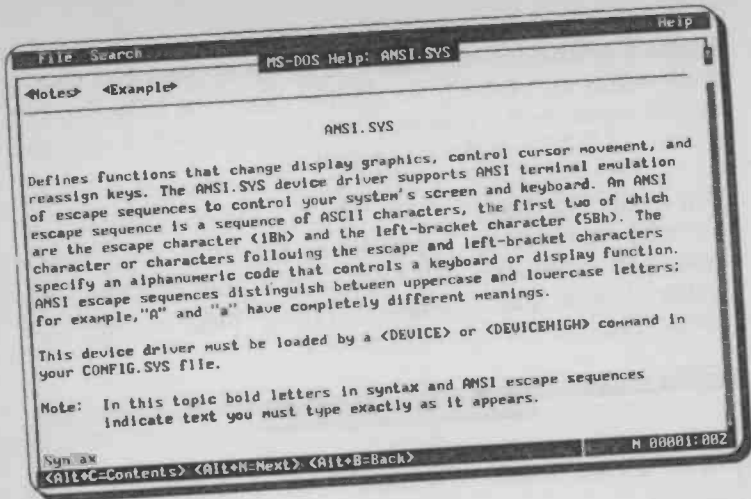 File Search Help
MS-DOS Help: ANSI.SYS
◄Notes► ◄Example►
ANSI.SYS
Defines functions that change display graphics, control cursor movement, and
reassign keys. The ANSI.SYS device driver supports ANSI terminal emulation
of escape sequences to control your system's screen and keyboard. An ANSI
escape sequence is a sequence of ASCII characters, the first two of which
are the escape character (1Bh) and the left-bracket character (5Bh). The
character or characters following the escape and left-bracket characters
specify an alphanumeric code that controls a keyboard or display function.
ANSI escape sequences distinguish between uppercase and lowercase letters;
for example,"A" and "a" have completely different meanings.
This device driver must be loaded by a <DEVICE> or <DEVICEHIGH> command in
your CONFIG.SYS file.
Note: In this topic bold letters in syntax and ANSI escape sequences
indicate text you must type exactly as it appears.
Syntax
<Alt+C=Contents> <Alt+N=Next> <Alt+B=Back> N 00001:002